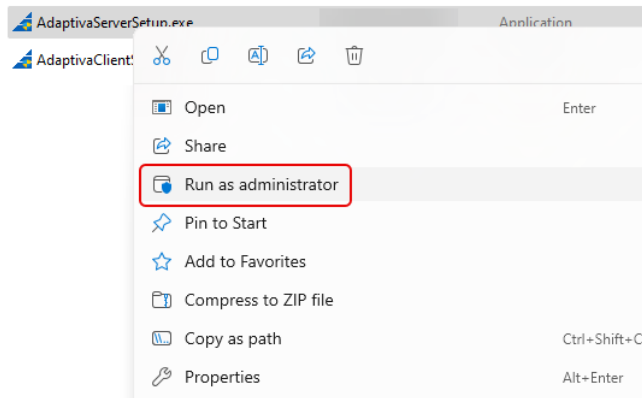 AdaptivaServerSetup.exe Application
AdaptivaClient
Open Enter
Share
Run as administrator
Pin to Start
Add to Favorites
Compress to ZIP file
Copy as path Ctrl+Shift+C
Properties Alt+Enter